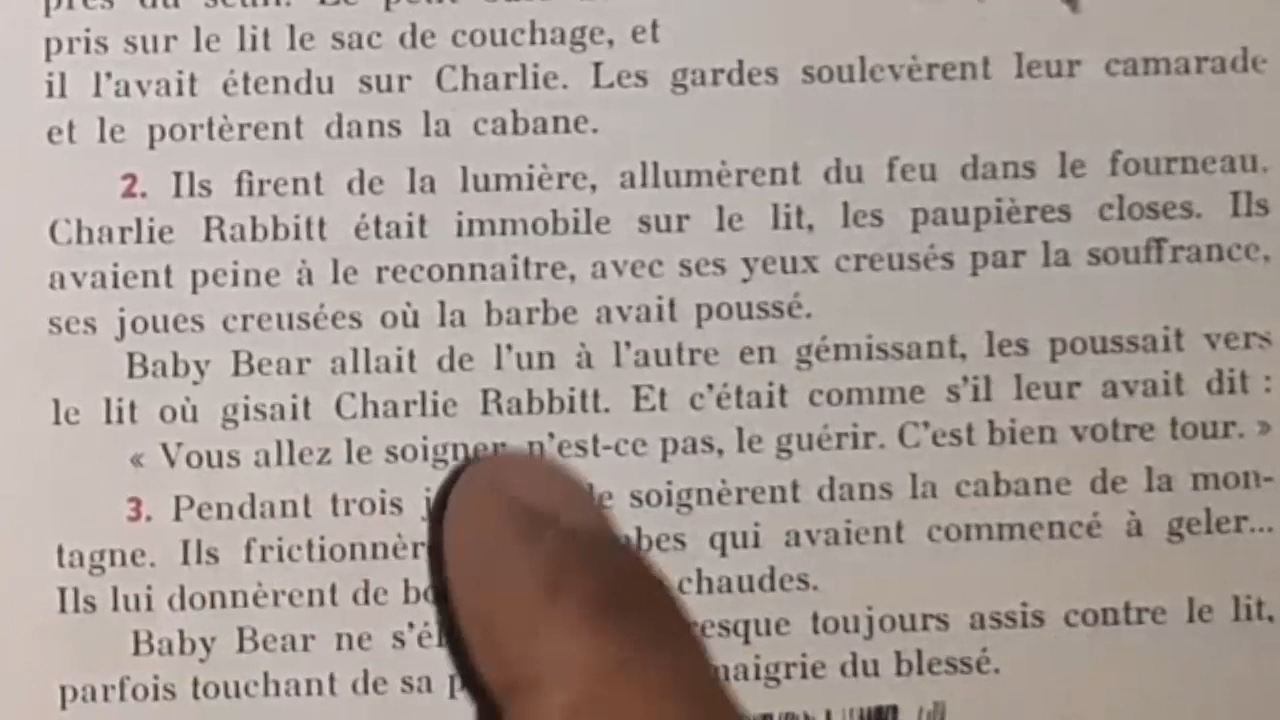 pris sur le lit le sac de couchage, et
il l'avait étendu sur Charlie. Les gardes soulevèrent leur camarade
et le portèrent dans la cabane.
2. Ils firent de la lumière, allumèrent du feu dans le fourneau.
Charlie Rabbitt était immobile sur le lit, les paupières closes. Ils
avaient peine à le reconnaître, avec ses yeux creusés par la souffrance,
ses joues creusées où la barbe avait poussé.
Baby Bear allait de l'un à l'autre en gémissant, les poussait vers
le lit où gisait Charlie Rabbitt. Et c'était comme s'il leur avait dit :
« Vous allez le soigner, n'est-ce pas, le guérir. C'est bien votre tour. »
3. Pendant trois le soignèrent dans la cabane de la mon-
tagne. Ils qui avaient commencé à geler...
Ils lui donnèrent de chaudes.
Baby Bear ne toujours assis contre le lit,
parfois touchant de sa du blessé.